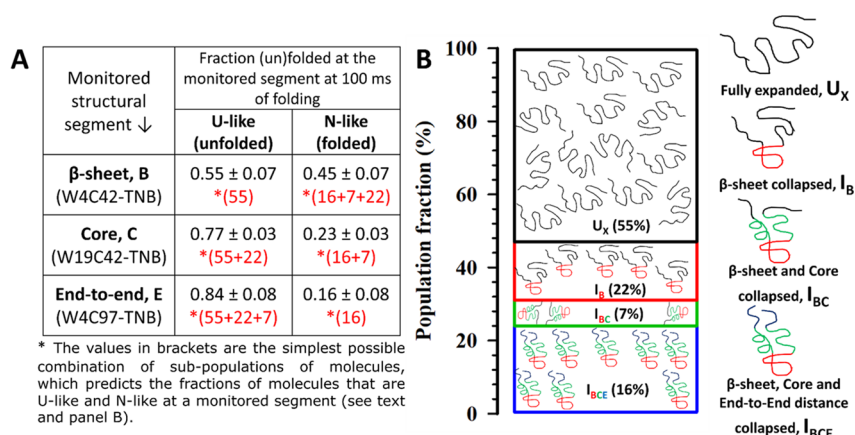 A
Monitored
structural
segment ↓
Fraction (un)folded at the
monitored segment at 100 ms
of folding
U-like
(unfolded)
N-like
(folded)
β-sheet, B
(W4C42-TNB)
0.55 ± 0.07
*(55)
0.45 ± 0.07
*(16+7+22)
Core, C
(W19C42-TNB)
0.77 ± 0.03
*(55+22)
0.23 ± 0.03
*(16+7)
End-to-end, E
(W4C97-TNB)
0.84 ± 0.08
*(55+22+7)
0.16 ± 0.08
*(16)
* The values in brackets are the simplest possible
combination of sub-populations of molecules,
which predicts the fractions of molecules that are
U-like and N-like at a monitored segment (see text
and panel B).
B
Population fraction (%)
100
80
60
40
20
0
UX (55%)
IB (22%)
IBC (7%)
IBCE (16%)
Fully expanded, UX
β-sheet collapsed, IB
β-sheet and Core
collapsed, IBC
β-sheet, Core and
End-to-End distance
collapsed, IBCE